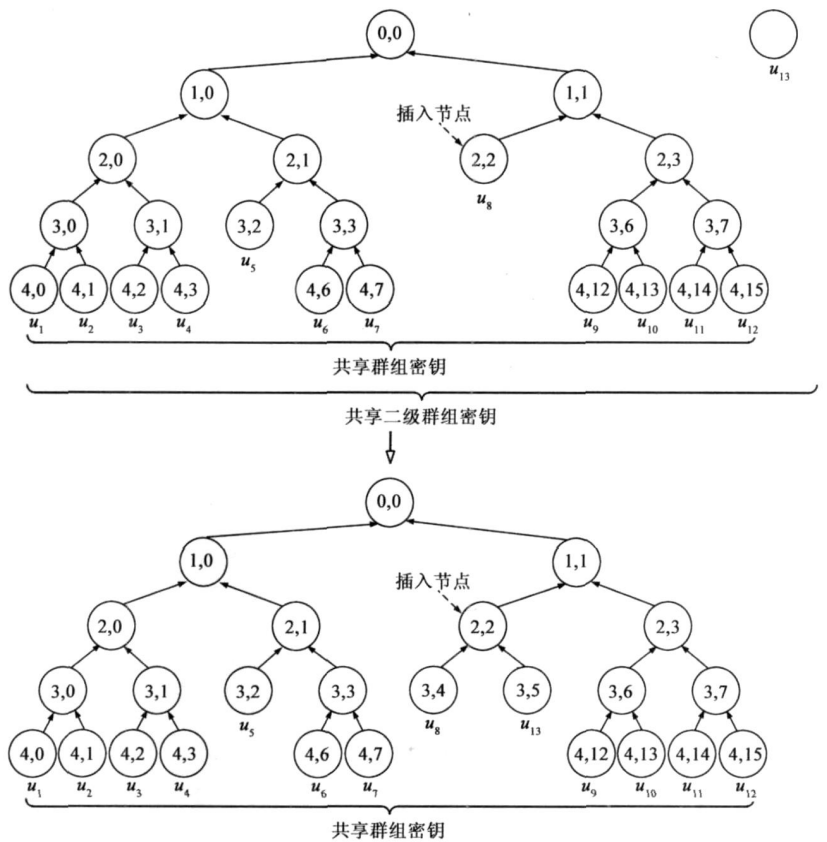 0,0
u13
1,0 1,1
插入节点
2,0 2,1 2,2 2,3
u8
3,0 3,1 3,2 3,3 3,6 3,7
u5
4,0 4,1 4,2 4,3 4,6 4,7 4,12 4,13 4,14 4,15
u1 u2 u3 u4 u6 u7 u9 u10 u11 u12
共享群组密钥
共享二级群组密钥
0,0
1,0 1,1
插入节点
2,0 2,1 2,2 2,3
3,0 3,1 3,2 3,3 3,4 3,5 3,6 3,7
u5 u8 u13
4,0 4,1 4,2 4,3 4,6 4,7 4,12 4,13 4,14 4,15
u1 u2 u3 u4 u6 u7 u9 u10 u11 u12
共享群组密钥